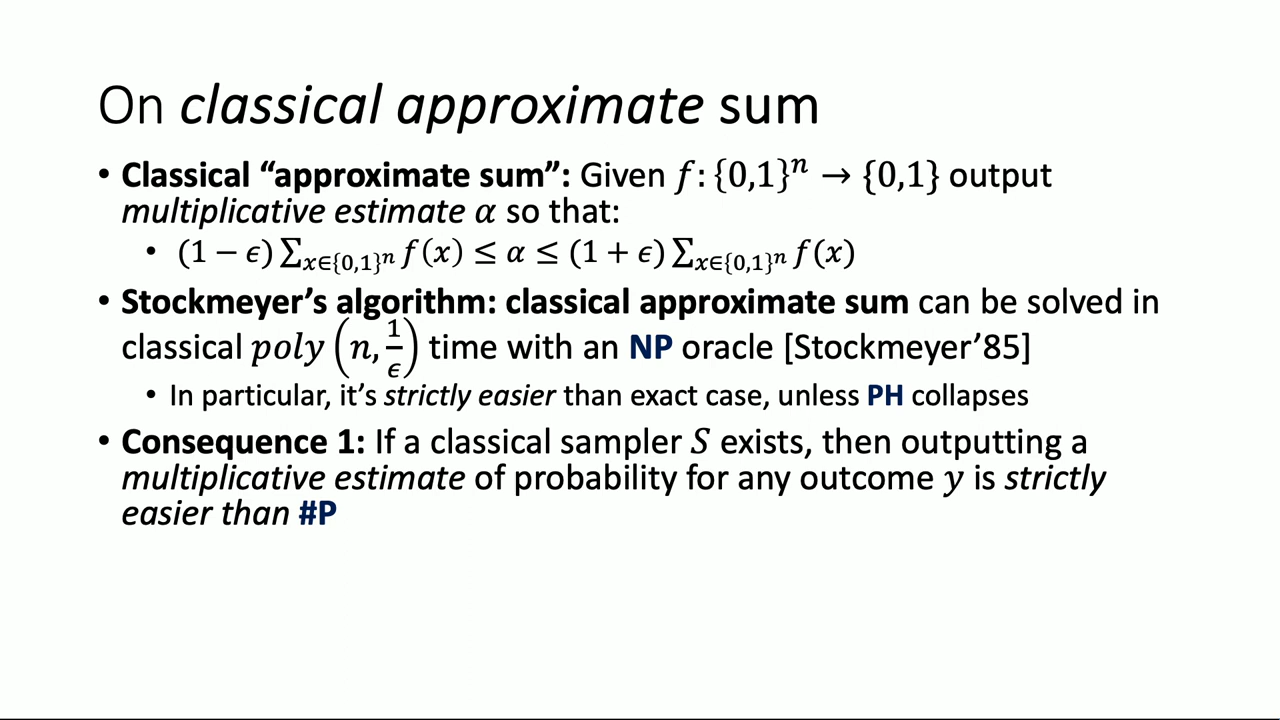 On classical approximate sum
• Classical “approximate sum”: Given 𝑓: {0,1}ⁿ → {0,1} output
multiplicative estimate α so that:
• (1 − ϵ) ∑_{x∈{0,1}ⁿ} f(x) ≤ α ≤ (1 + ϵ) ∑_{x∈{0,1}ⁿ} f(x)
• Stockmeyer’s algorithm: classical approximate sum can be solved in
classical poly(n, 1/ϵ) time with an NP oracle [Stockmeyer’85]
• In particular, it’s strictly easier than exact case, unless PH collapses
• Consequence 1: If a classical sampler S exists, then outputting a
multiplicative estimate of probability for any outcome y is strictly
easier than #P